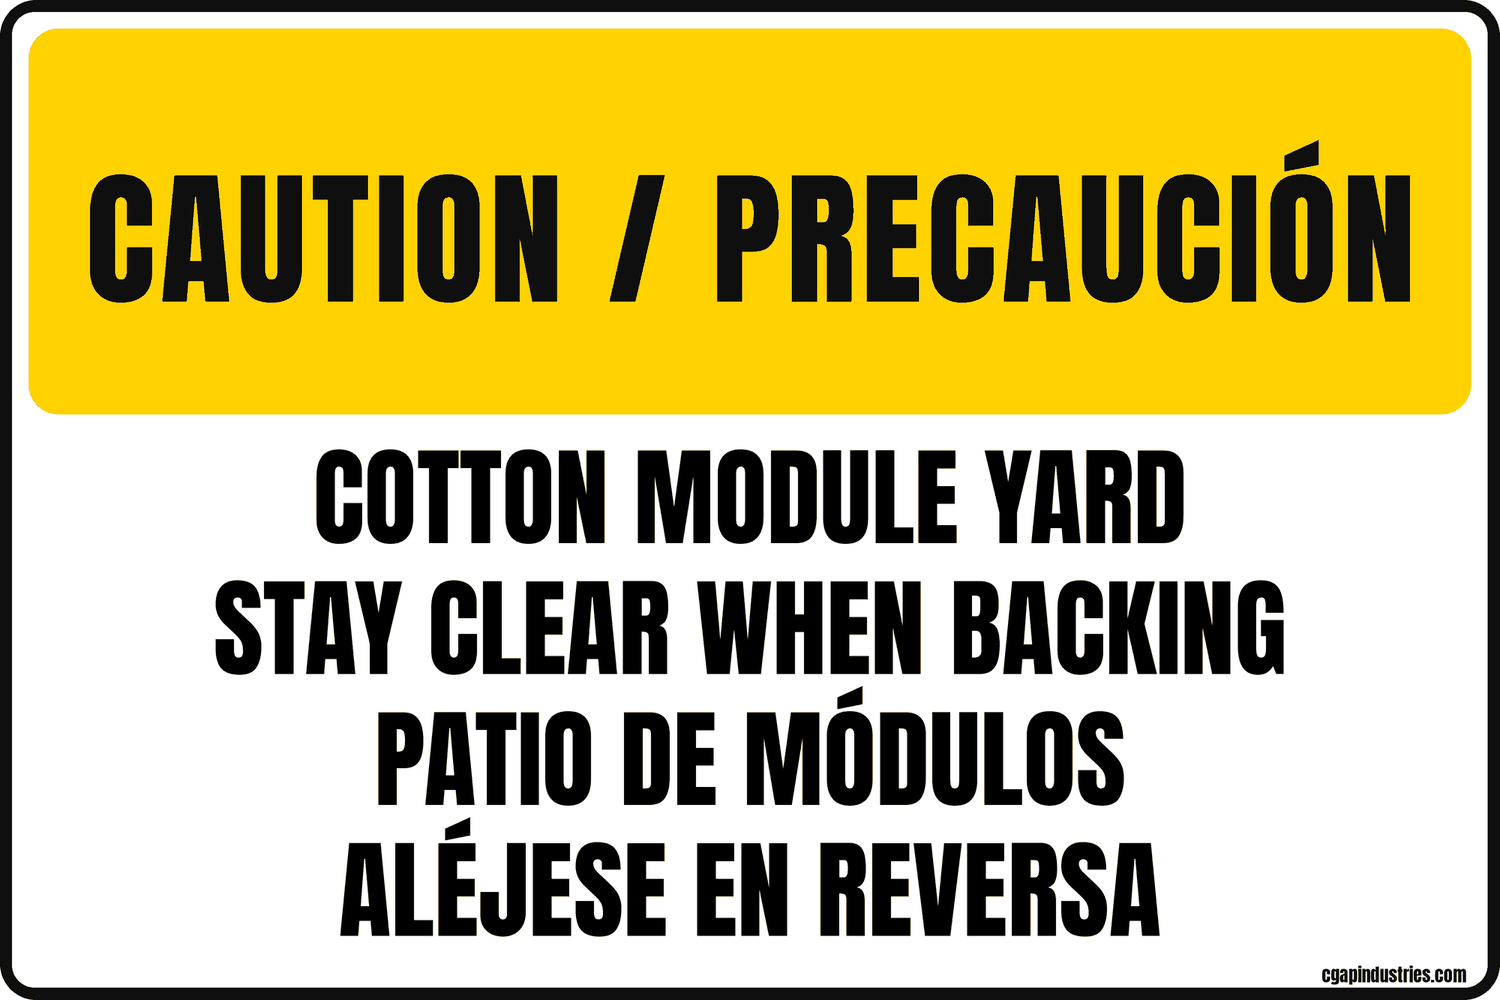 CAUTION / PRECAUCIÓN
COTTON MODULE YARD
STAY CLEAR WHEN BACKING
PATIO DE MÓDULOS
ALÉJESE EN REVERSA
cgapindustries.com